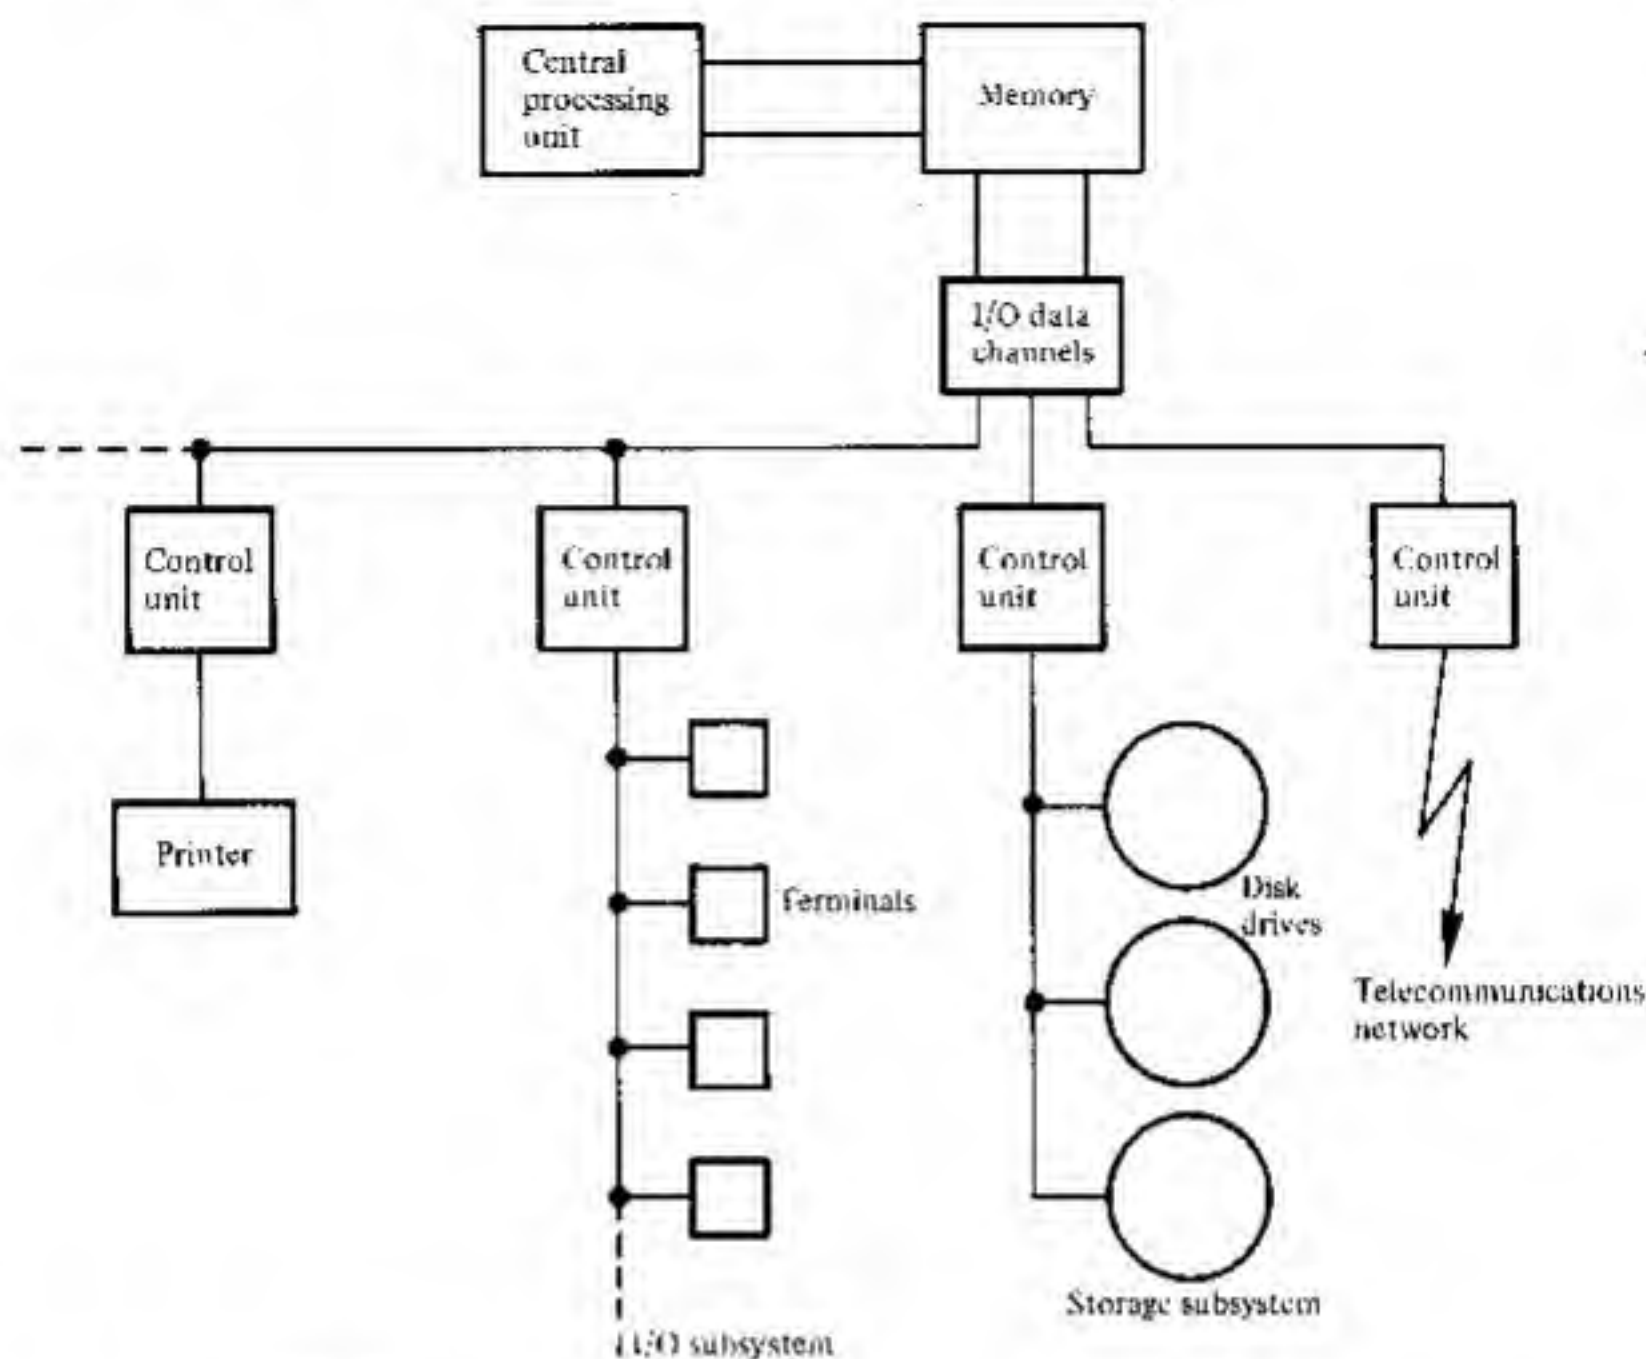 Central
processing
unit
Memory
I/O data
channels
Control
unit
Control
unit
Control
unit
Control
unit
Printer
Terminals
Disk
drives
Telecommunications
network
Storage subsystem
I/O subsystem